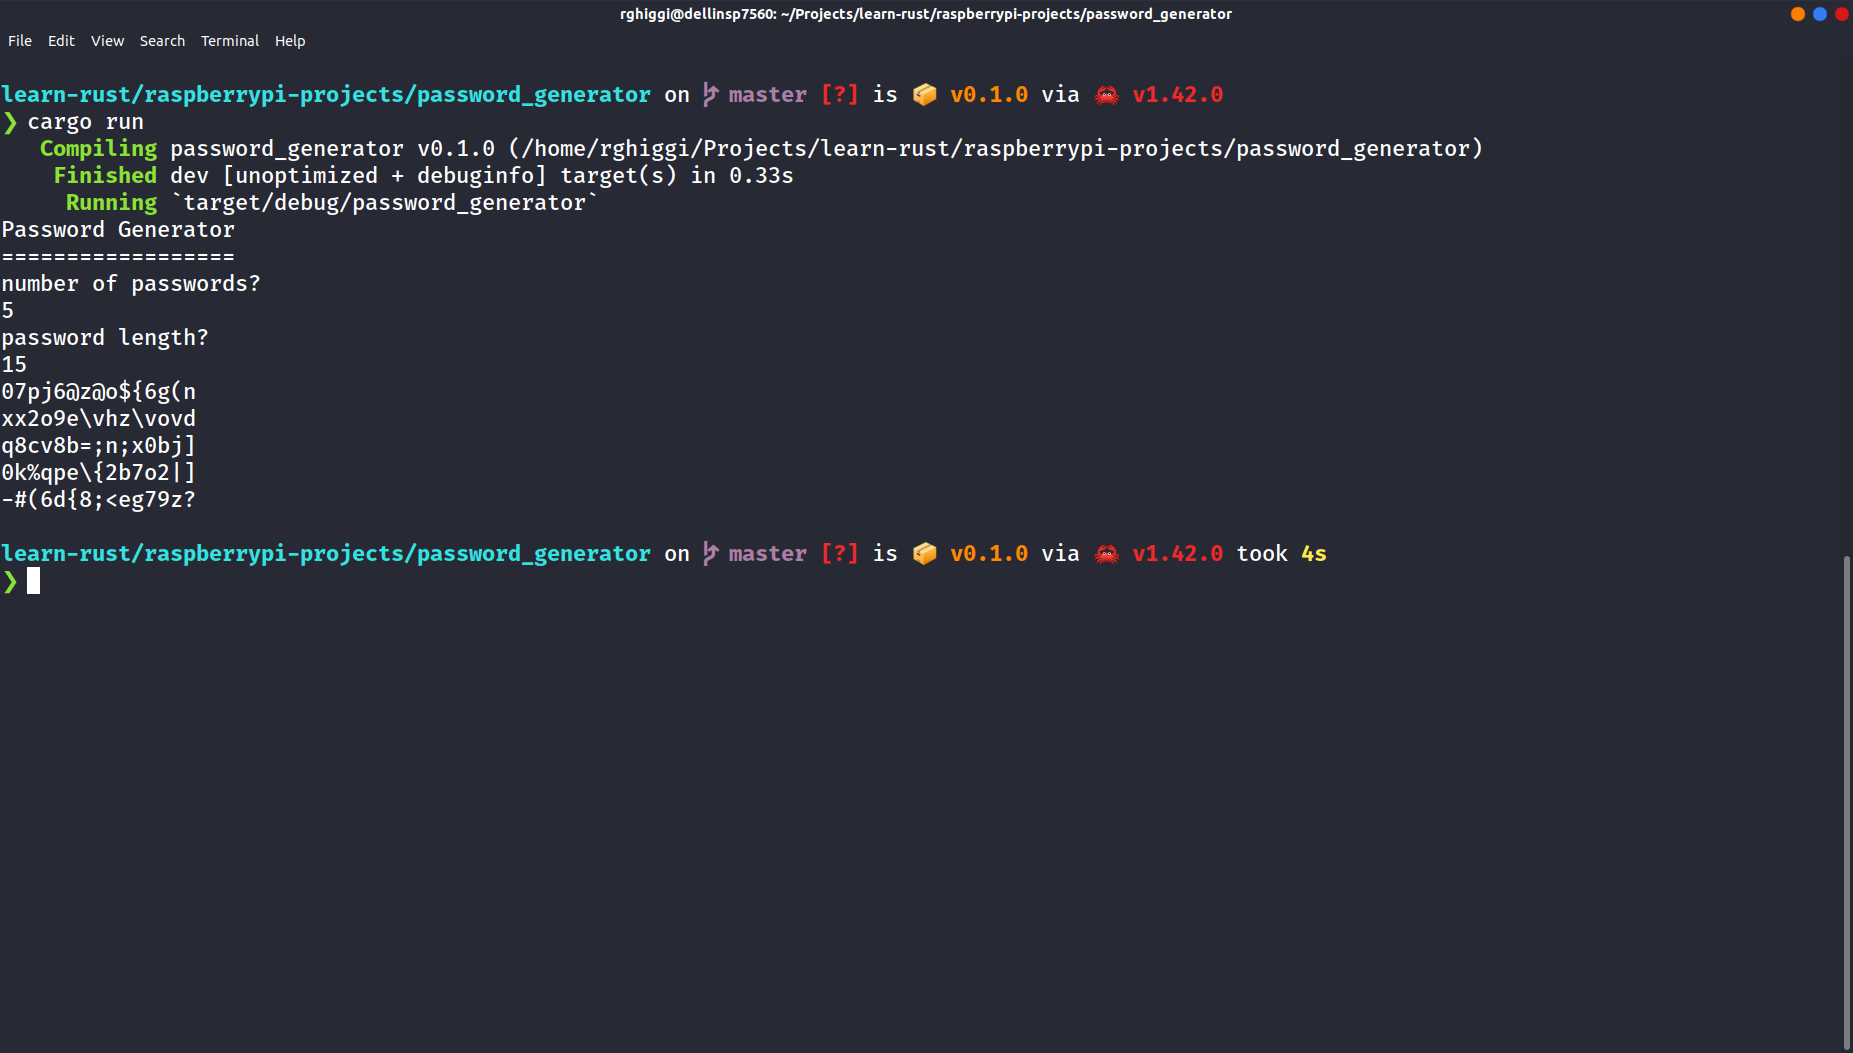 rghiggi@dellinsp7560: ~/Projects/learn-rust/raspberrypi-projects/password_generator
File Edit View Search Terminal Help
learn-rust/raspberrypi-projects/password_generator on master [?] is 📦 v0.1.0 via 🦀 v1.42.0
❯ cargo run
   Compiling password_generator v0.1.0 (/home/rghiggi/Projects/learn-rust/raspberrypi-projects/password_generator)
    Finished dev [unoptimized + debuginfo] target(s) in 0.33s
     Running `target/debug/password_generator`
Password Generator
==================
number of passwords?
5
password length?
15
07pj6@z@o${6g(n
xx2o9e\vhz\vovd
q8cv8b=;n;x0bj]
0k%qpe\{2b7o2|]
-#(6d{8;<eg79z?
learn-rust/raspberrypi-projects/password_generator on master [?] is 📦 v0.1.0 via 🦀 v1.42.0 took 4s
❯